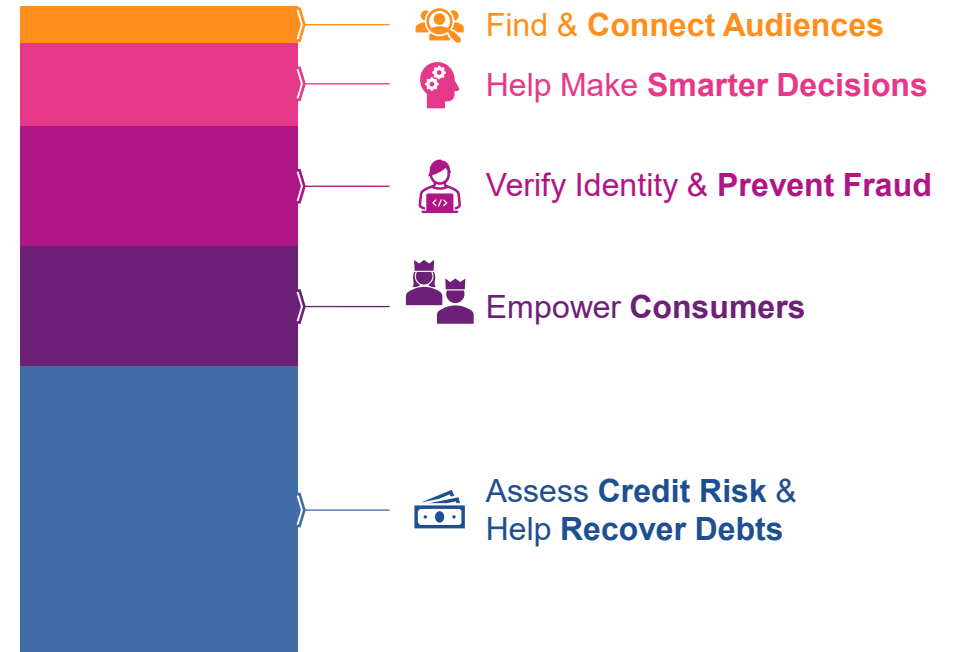 Find & Connect Audiences
Help Make Smarter Decisions
</>
Verify Identity & Prevent Fraud
Empower Consumers
Assess Credit Risk &
Help Recover Debts